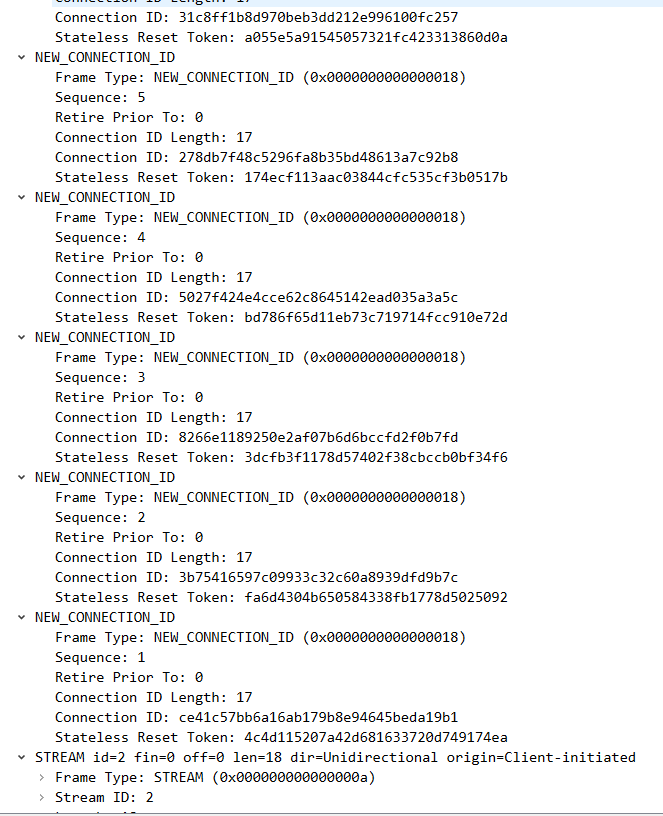 Connection ID Length: 17
Connection ID: 31c8ff1b8d970beb3dd212e996100fc257
Stateless Reset Token: a055e5a91545057321fc423313860d0a
NEW_CONNECTION_ID
Frame Type: NEW_CONNECTION_ID (0x0000000000000018)
Sequence: 5
Retire Prior To: 0
Connection ID Length: 17
Connection ID: 278db7f48c5296fa8b35bd48613a7c92b8
Stateless Reset Token: 174ecf113aac03844cfc535cf3b0517b
NEW_CONNECTION_ID
Frame Type: NEW_CONNECTION_ID (0x0000000000000018)
Sequence: 4
Retire Prior To: 0
Connection ID Length: 17
Connection ID: 5027f424e4cce62c8645142ead035a3a5c
Stateless Reset Token: bd786f65d11eb73c719714fcc910e72d
NEW_CONNECTION_ID
Frame Type: NEW_CONNECTION_ID (0x0000000000000018)
Sequence: 3
Retire Prior To: 0
Connection ID Length: 17
Connection ID: 8266e1189250e2af07b6d6bccfd2f0b7fd
Stateless Reset Token: 3dcfb3f1178d57402f38cbccb0bf34f6
NEW_CONNECTION_ID
Frame Type: NEW_CONNECTION_ID (0x0000000000000018)
Sequence: 2
Retire Prior To: 0
Connection ID Length: 17
Connection ID: 3b75416597c09933c32c60a8939dfd9b7c
Stateless Reset Token: fa6d4304b650584338fb1778d5025092
NEW_CONNECTION_ID
Frame Type: NEW_CONNECTION_ID (0x0000000000000018)
Sequence: 1
Retire Prior To: 0
Connection ID Length: 17
Connection ID: ce41c57bb6a16ab179b8e94645beda19b1
Stateless Reset Token: 4c4d115207a42d681633720d749174ea
STREAM id=2 fin=0 off=0 len=18 dir=Unidirectional origin=Client-initiated
Frame Type: STREAM (0x000000000000000a)
Stream ID: 2